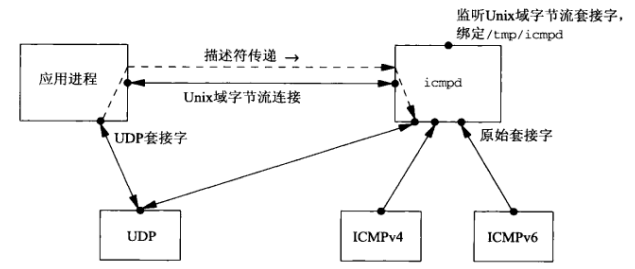 监听Unix域字节流套接字，
绑定/tmp/icmpd
描述符传递 →
应用进程
icmpd
Unix域字节流连接
UDP套接字
原始套接字
UDP
ICMPv4
ICMPv6